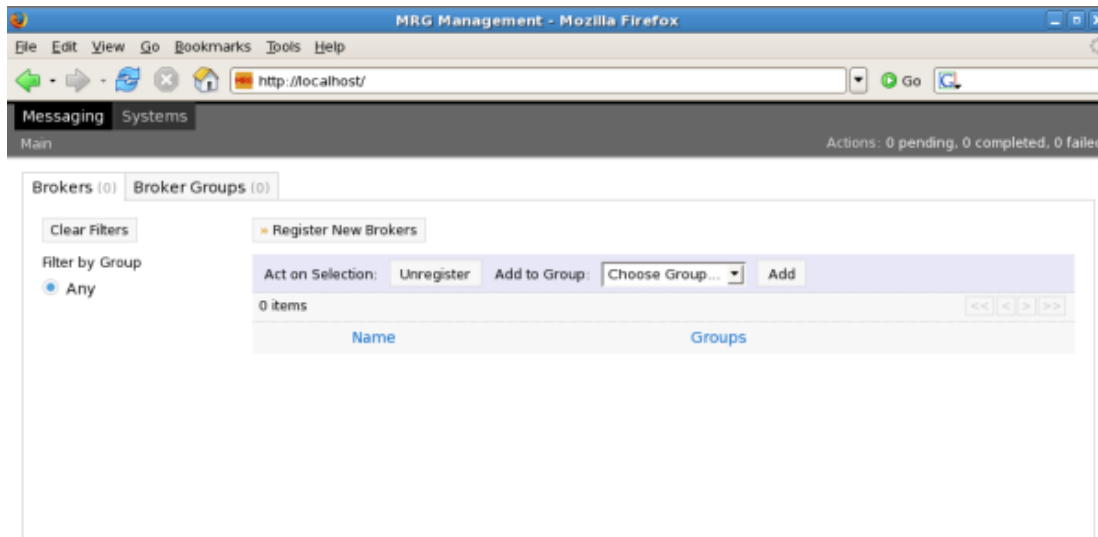 MRG Management - Mozilla Firefox
File Edit View Go Bookmarks Tools Help
http://localhost/ Go
Messaging Systems
Main Actions: 0 pending, 0 completed, 0 faile
Brokers (0) Broker Groups (0)
Clear Filters » Register New Brokers
Filter by Group
Act on Selection: Unregister Add to Group: Choose Group... Add
Any
0 items << < > >>
Name Groups